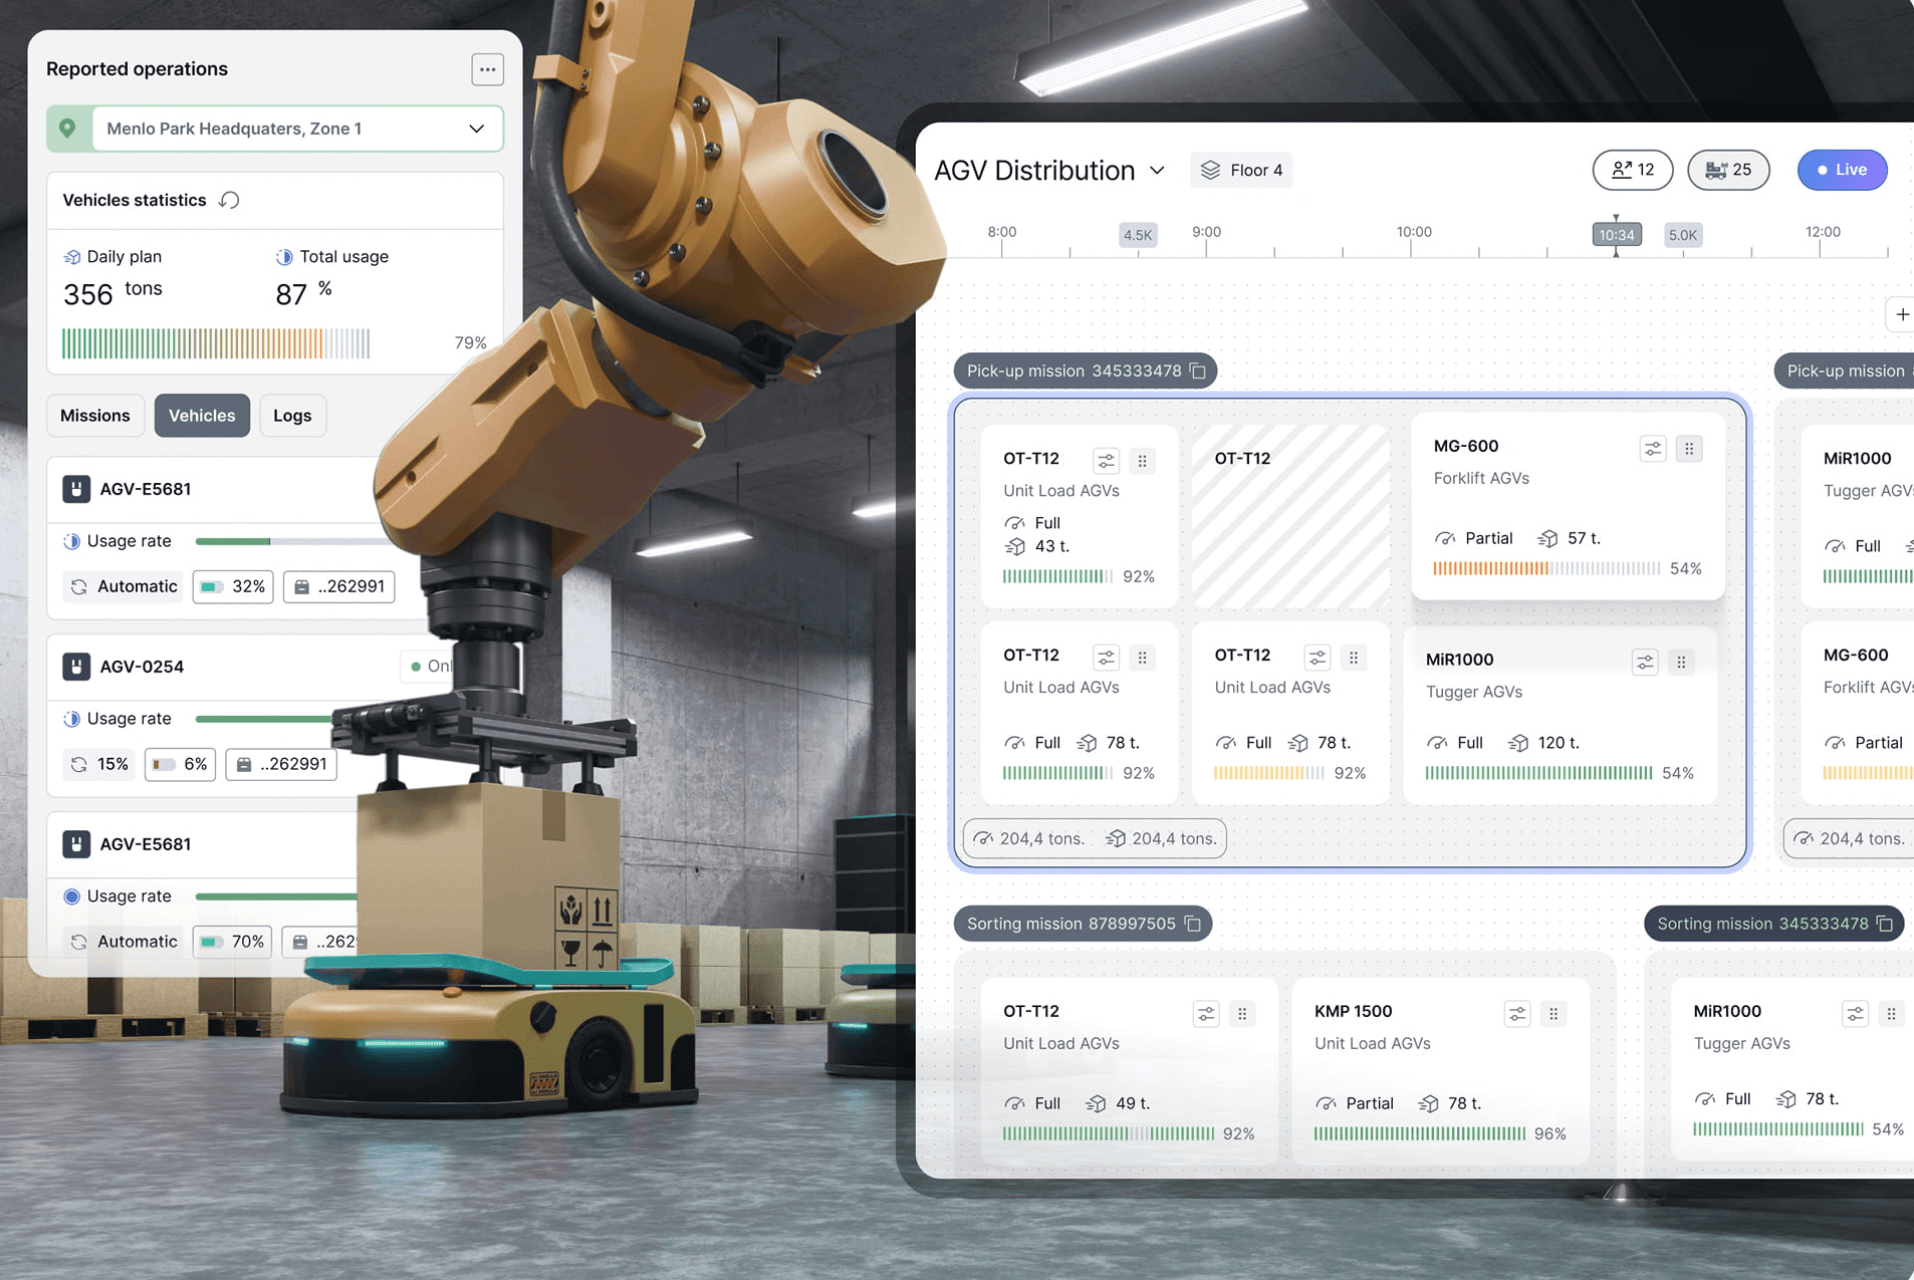 Reported operations
Menlo Park Headquaters, Zone 1
Vehicles statistics
Daily plan
Total usage
356 tons
87 %
79%
Missions
Vehicles
Logs
AGV-E5681
Usage rate
Automatic
32%
..262991
AGV-0254
Usage rate
15%
6%
..262991
AGV-E5681
Usage rate
Automatic
70%
AGV Distribution
Floor 4
12
25
Live
8:00
4.5K
9:00
10:00
10:34
5.0K
12:00
Pick-up mission 345333478
Pick-up mission
OT-T12
Unit Load AGVs
Full
43 t.
92%
OT-T12
MG-600
Forklift AGVs
Partial
57 t.
54%
OT-T12
Unit Load AGVs
Full
78 t.
92%
OT-T12
Unit Load AGVs
Full
78 t.
92%
MiR1000
Tugger AGVs
Full
120 t.
54%
204,4 tons.
204,4 tons.
MiR1000
Tugger AGVs
Full
MG-600
Forklift AGVs
Partial
204,4 tons.
Sorting mission 878997505
Sorting mission 345333478
OT-T12
Unit Load AGVs
Full
49 t.
92%
KMP 1500
Unit Load AGVs
Partial
78 t.
96%
MiR1000
Tugger AGVs
Full
78 t.
54%